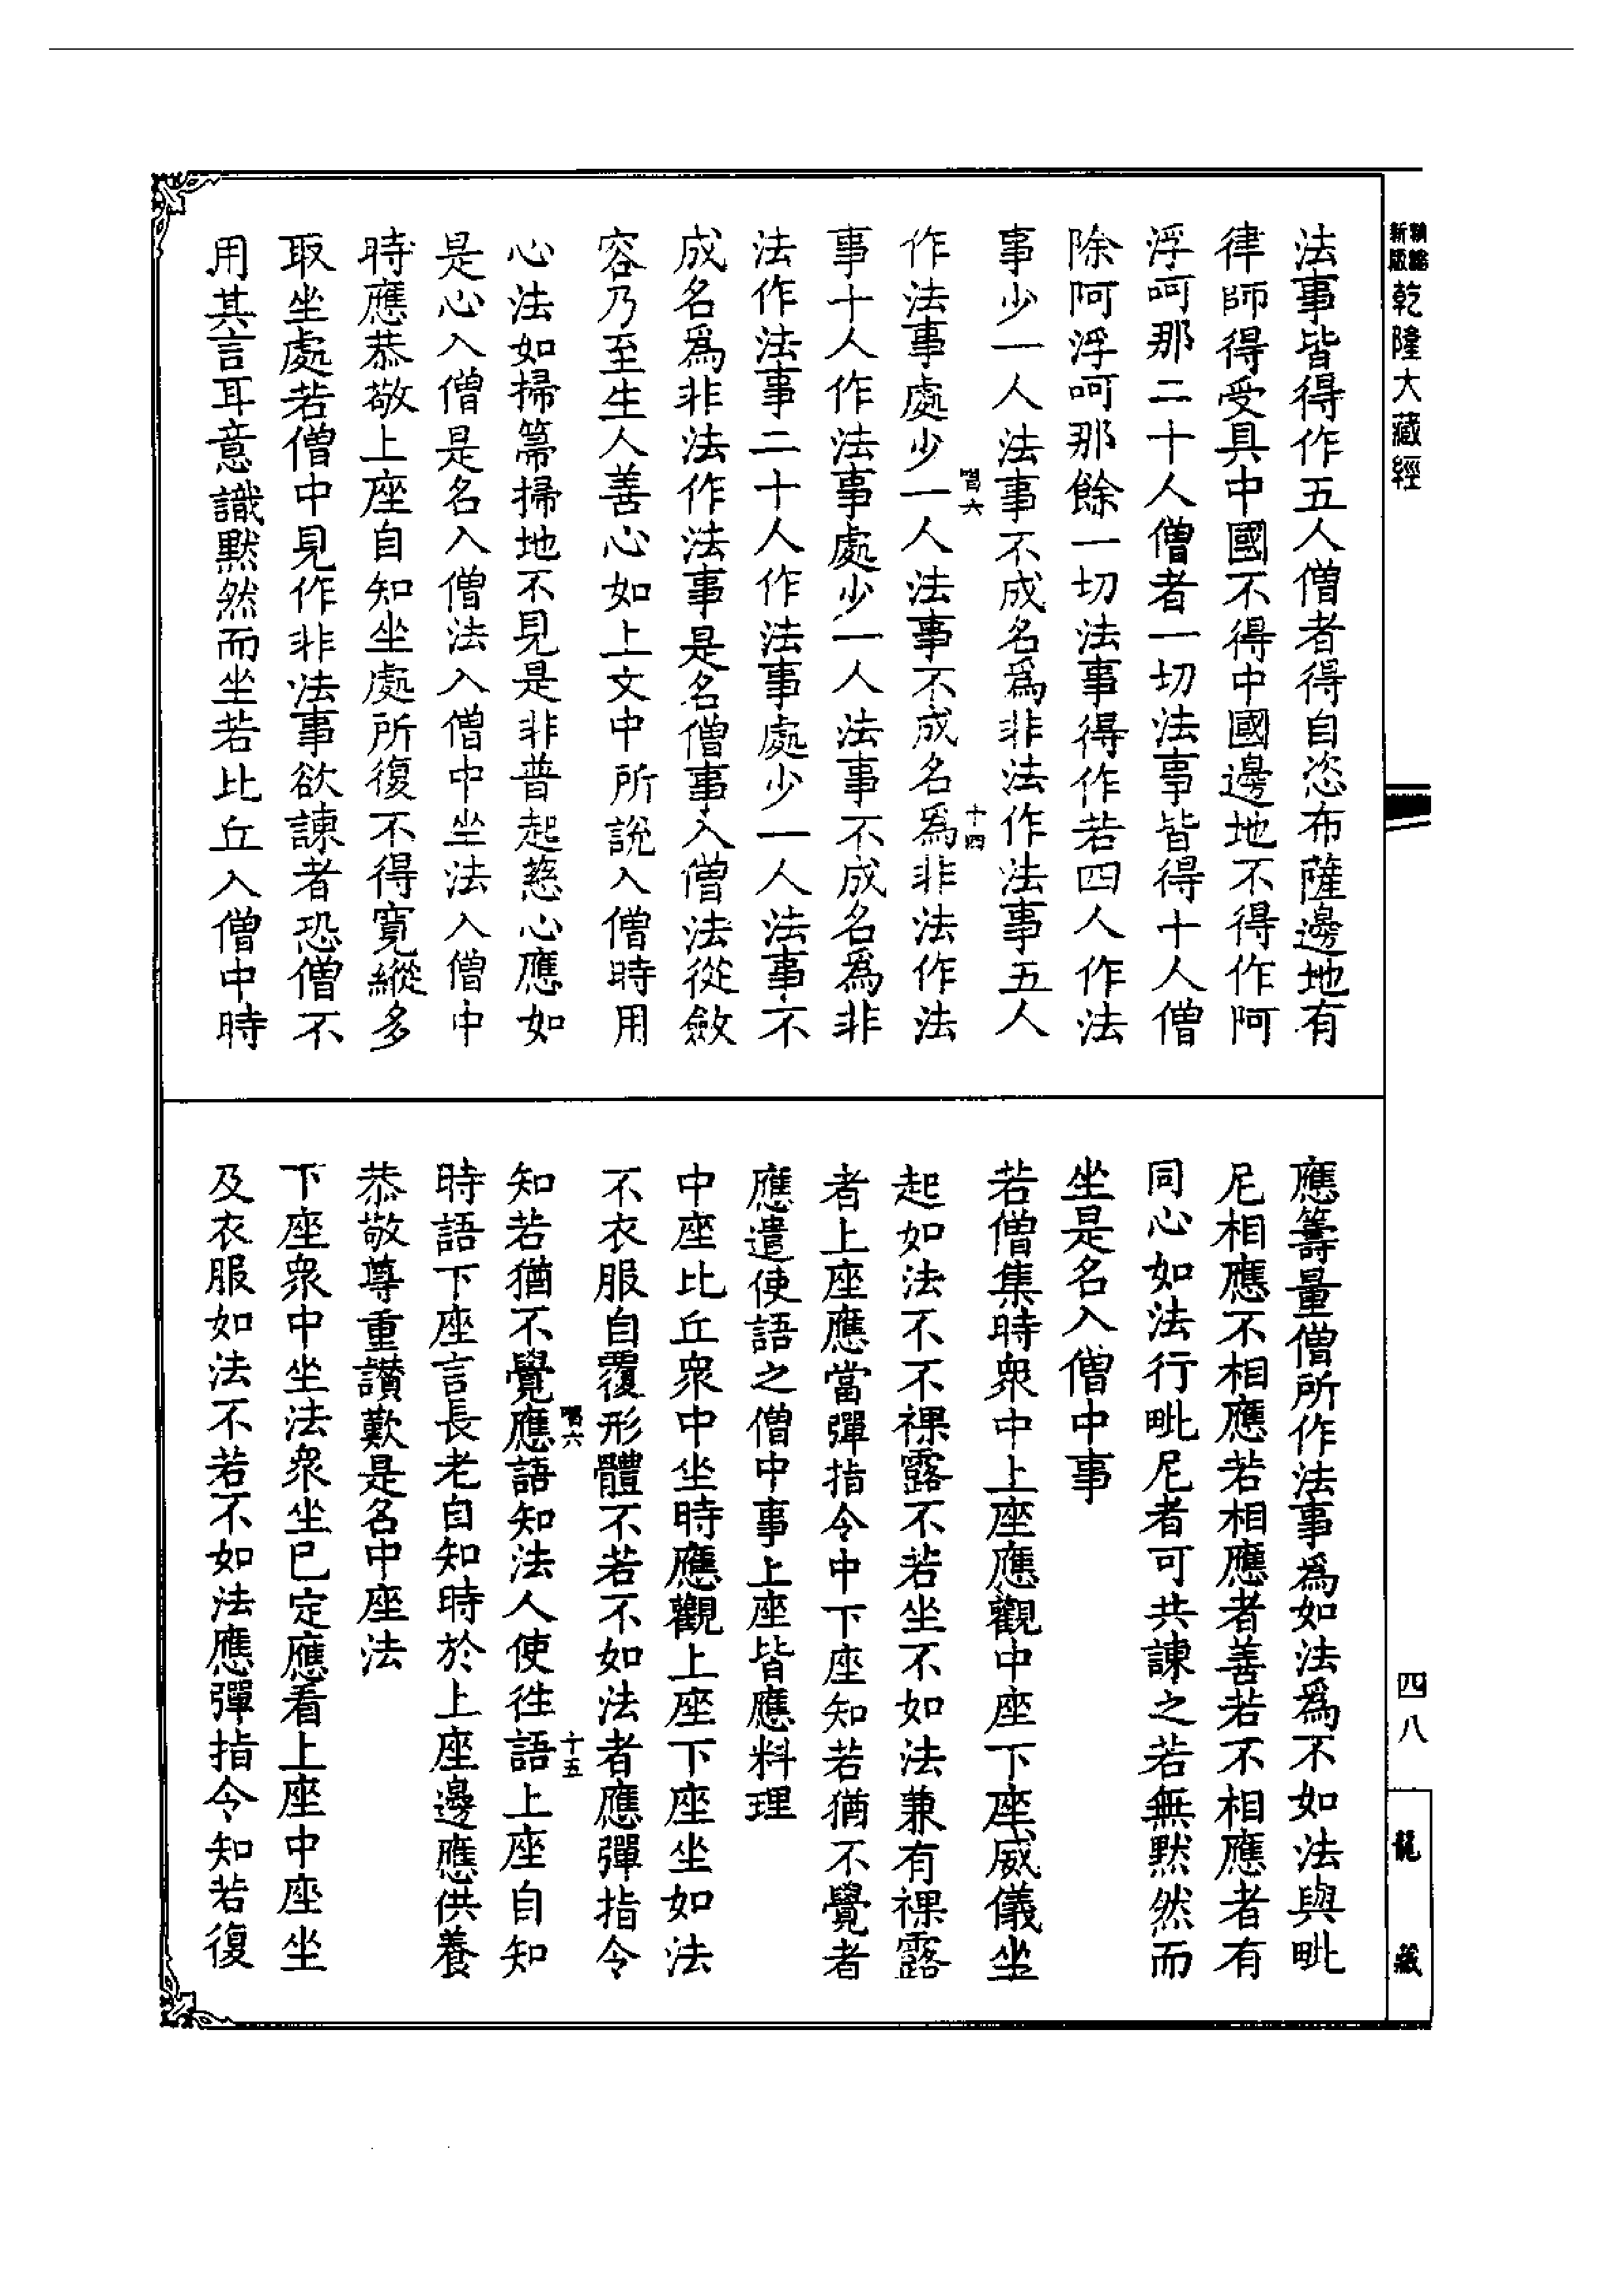 新版 精縮 乾隆大藏經
四八
龍藏
法事皆得作五人僧者得自恣布薩邊地有
律師得受具中國不得中國邊地不得作阿
浮呵那二十人僧者一切法事皆得十人僧
除阿浮呵那餘一切法事得作若四人作法
事少一人法事不成名爲非法作法事五人
作法事處少一人法事不成名爲非法作法
事十人作法事處少一人法事不成名爲非
法作法事二十人作法事處少一人法事不
成名爲非法作法事是名僧事入僧法從斂
容乃至生人善心如上文中所說入僧時用
心法如掃箒掃地不見是非普起慈心應如
是心入僧是名入僧法入僧中坐法入僧中
時應恭敬上座自知坐處所復不得寬縱多
取坐處若僧中見作非法事欲諫者恐僧不
用其言耳意識默然而坐若比丘入僧中時
唱六
十四
應籌量僧所作法事爲如法爲不如法與毗
尼相應不相應若相應者善若不相應者有
同心如法行毗尼者可共諫之若無默然而
坐是名入僧中事
若僧集時衆中上座應觀中座下座威儀坐
起如法不不裸露不若坐不如法兼有裸露
者上座應當彈指令中下座知若猶不覺者
應遣使語之僧中事上座皆應料理
中座比丘衆中坐時應觀上座下座坐如法
不衣服自覆形體不若不如法者應彈指令
知若猶不覺應語知法人使往語上座自知
時語下座言長老自知時於上座邊應供養
恭敬尊重讚歎是名中座法
下座衆中坐法衆坐已定應看上座中座坐
及衣服如法不若不如法應彈指令知若復
唱六
十五